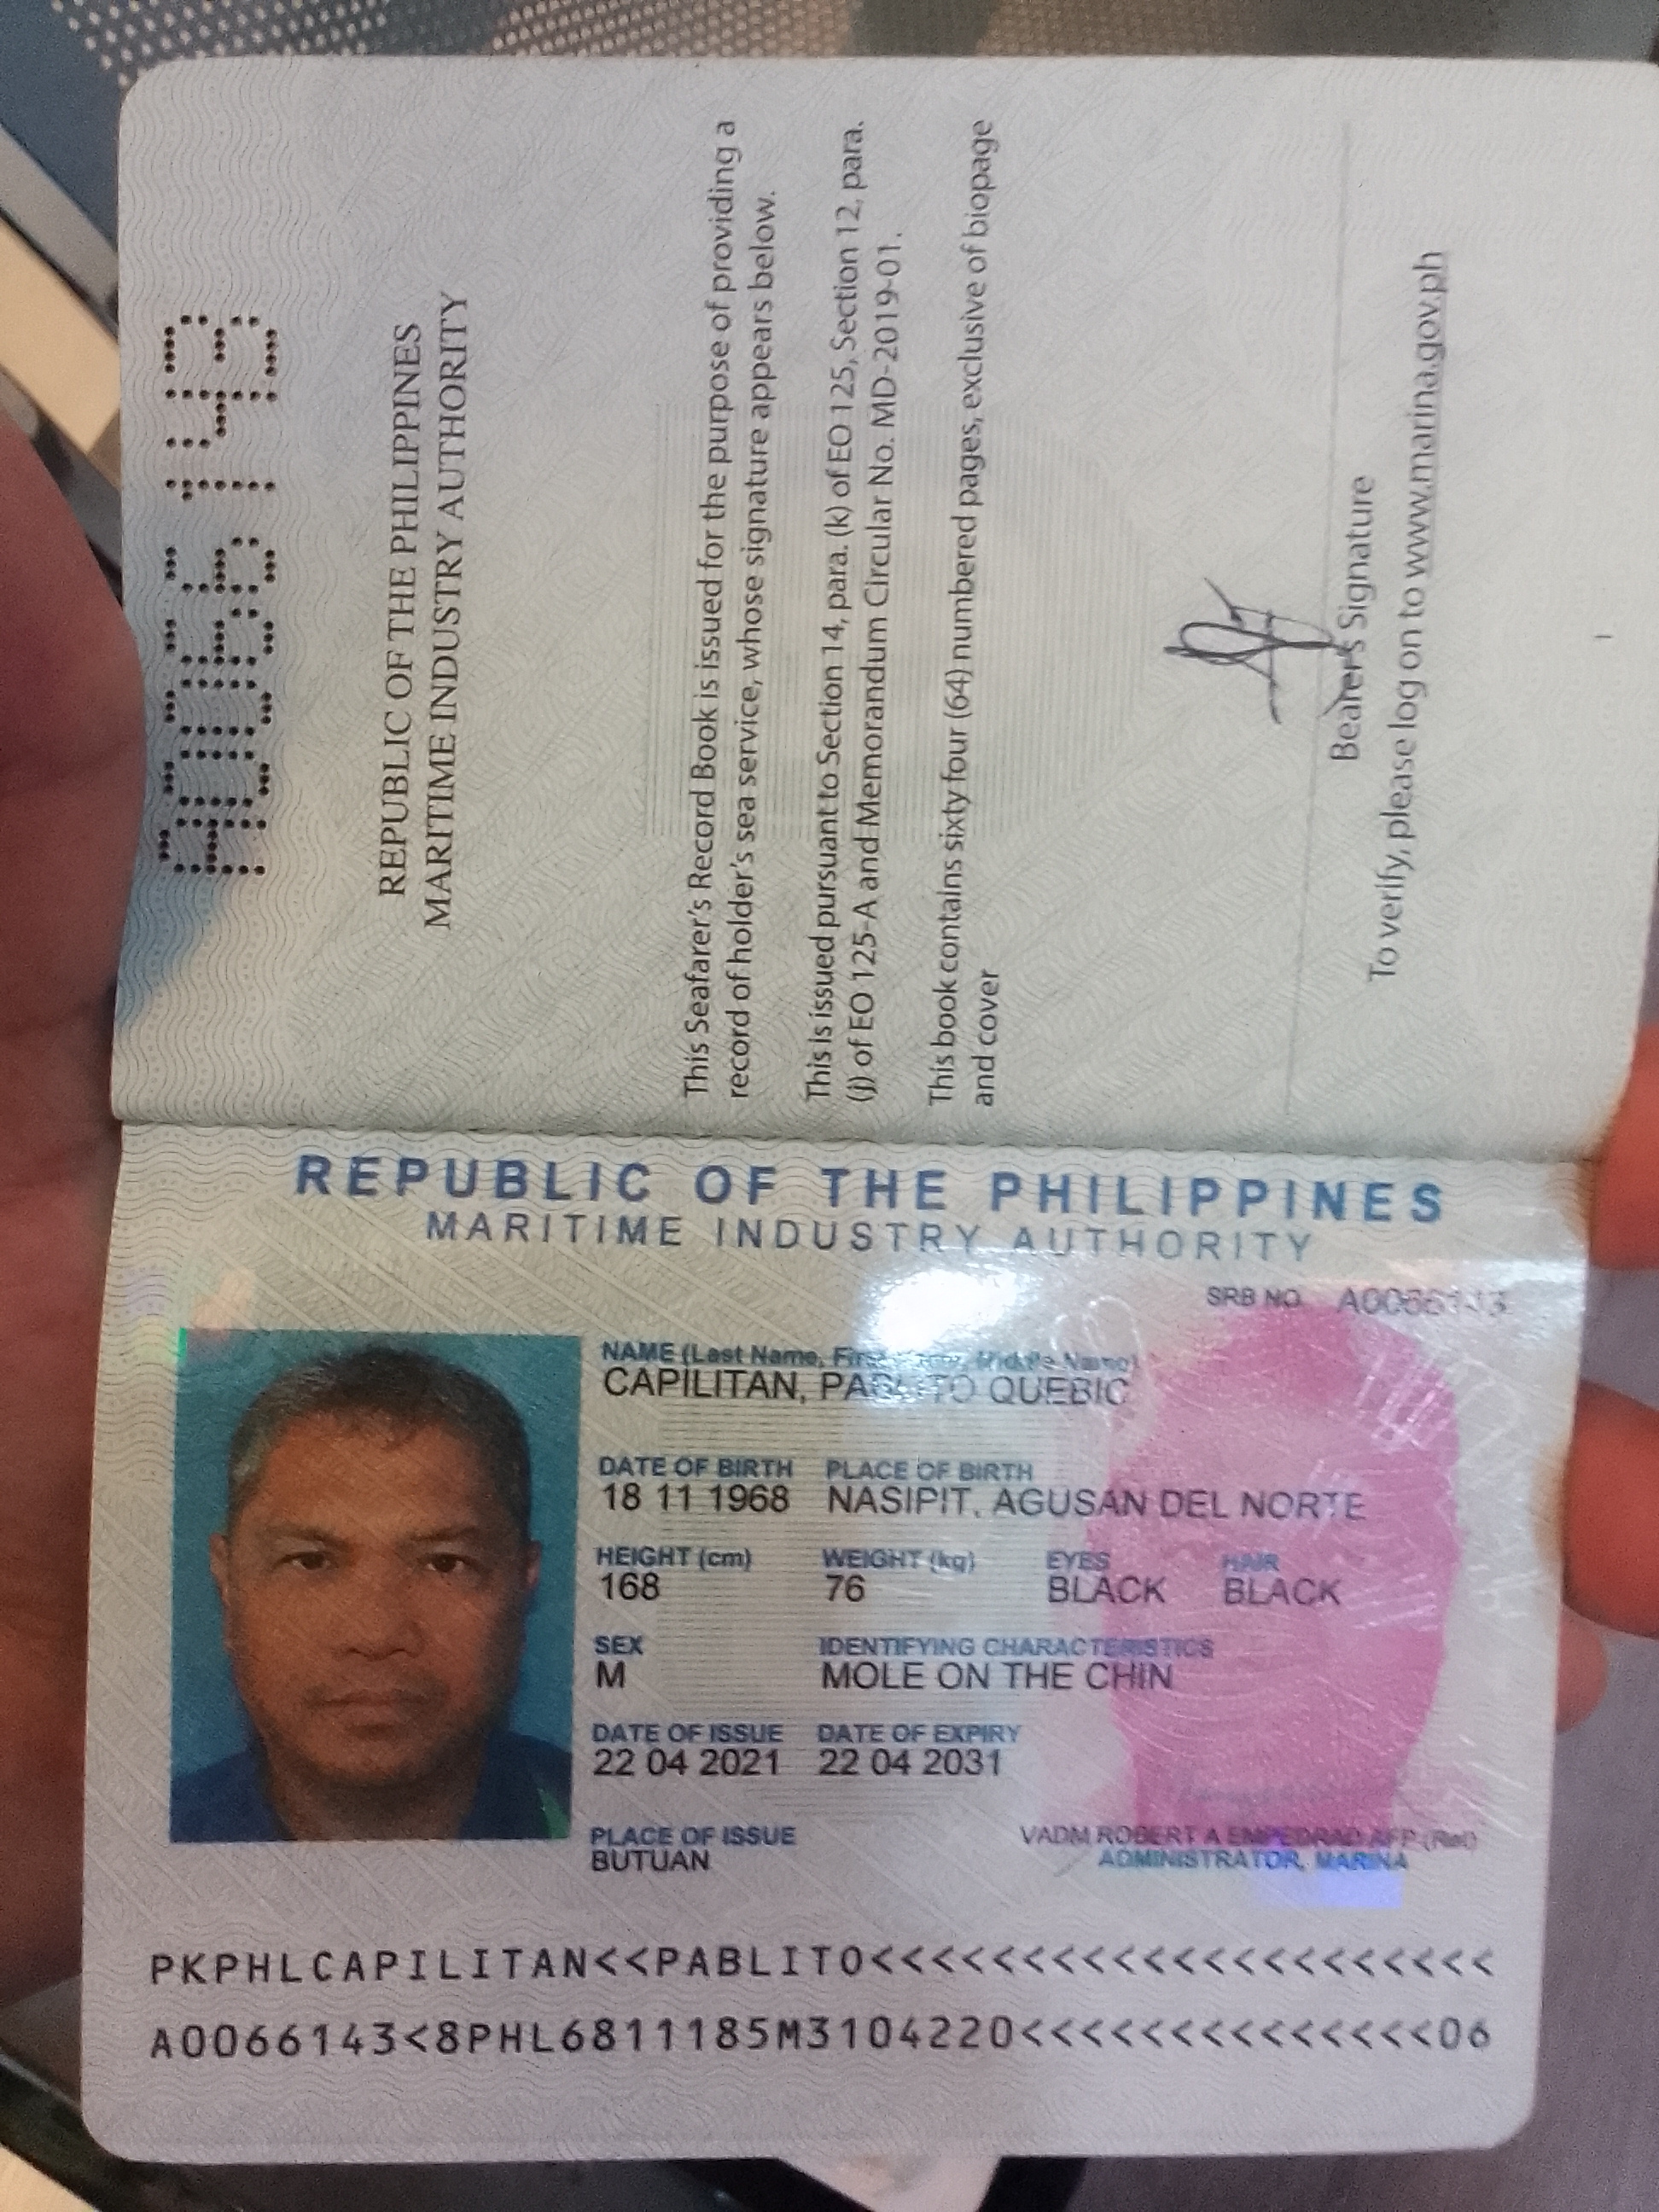 A0066143
REPUBLIC OF THE PHILIPPINES
MARITIME INDUSTRY AUTHORITY
This Seafarer's Record Book is issued for the purpose of providing a
record of holder's sea service, whose signature appears below.
This is issued pursuant to Section 14, para. (k) of EO 125, Section 12, para.
(j) of EO 125-A and Memorandum Circular No. MD-2019-01.
This book contains sixty four (64) numbered pages, exclusive of biopage
and cover
Bearer's Signature
To verify, please log on to www.marina.gov.ph
1
REPUBLIC OF THE PHILIPPINES
MARITIME INDUSTRY AUTHORITY
SRB NO. A0066143
NAME (Last Name, First Name, Middle Name)
CAPILITAN, PABLITO QUEBIC
DATE OF BIRTH PLACE OF BIRTH
18 11 1968 NASIPIT, AGUSAN DEL NORTE
HEIGHT (cm) WEIGHT (kg) EYES HAIR
168 76 BLACK BLACK
SEX IDENTIFYING CHARACTERISTICS
M MOLE ON THE CHIN
DATE OF ISSUE DATE OF EXPIRY
22 04 2021 22 04 2031
PLACE OF ISSUE
BUTUAN
VADM ROBERT A EMPEDRAD AFP (Ret)
ADMINISTRATOR, MARINA
PKPHLCAPILITAN<<PABLITO<<<<<<<<<<<<<<<<<<<<<
A0066143<8PHL6811185M3104220<<<<<<<<<<<<<<06